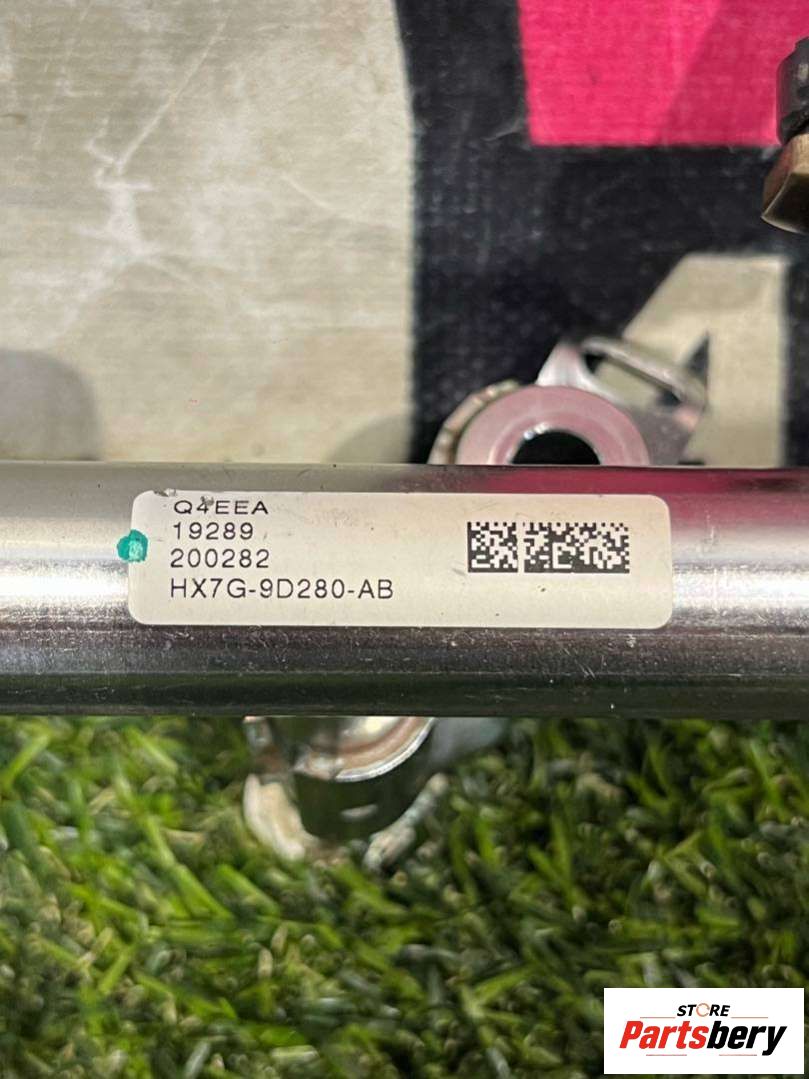 Q4EEA
19289
200282
HX7G-9D280-AB
STORE
Partsbery